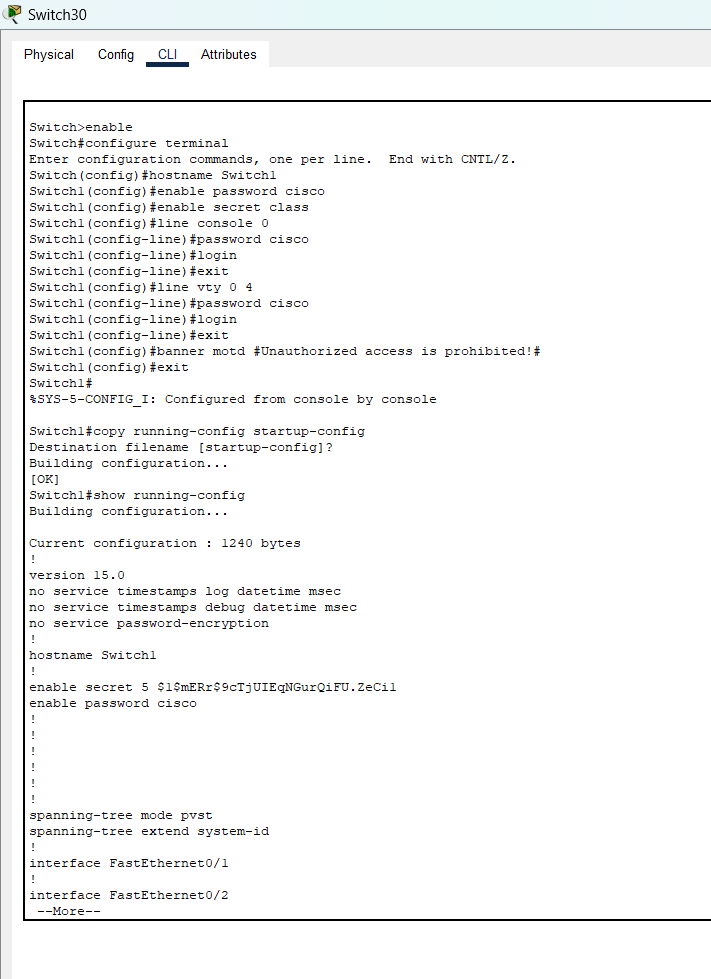 Switch30
Physical Config CLI Attributes
Switch>enable
Switch#configure terminal
Enter configuration commands, one per line. End with CNTL/Z.
Switch(config)#hostname Switch1
Switch1(config)#enable password cisco
Switch1(config)#enable secret class
Switch1(config)#line console 0
Switch1(config-line)#password cisco
Switch1(config-line)#login
Switch1(config-line)#exit
Switch1(config)#line vty 0 4
Switch1(config-line)#password cisco
Switch1(config-line)#login
Switch1(config-line)#exit
Switch1(config)#banner motd #Unauthorized access is prohibited!#
Switch1(config)#exit
Switch1#
%SYS-5-CONFIG_I: Configured from console by console
Switch1#copy running-config startup-config
Destination filename [startup-config]?
Building configuration...
[OK]
Switch1#show running-config
Building configuration...
Current configuration : 1240 bytes
!
version 15.0
no service timestamps log datetime msec
no service timestamps debug datetime msec
no service password-encryption
!
hostname Switch1
!
enable secret 5 $1$mERr$9cTjUIEqNGurQiFU.ZeCi1
enable password cisco
!
!
!
!
!
!
spanning-tree mode pvst
spanning-tree extend system-id
!
interface FastEthernet0/1
!
interface FastEthernet0/2
--More--